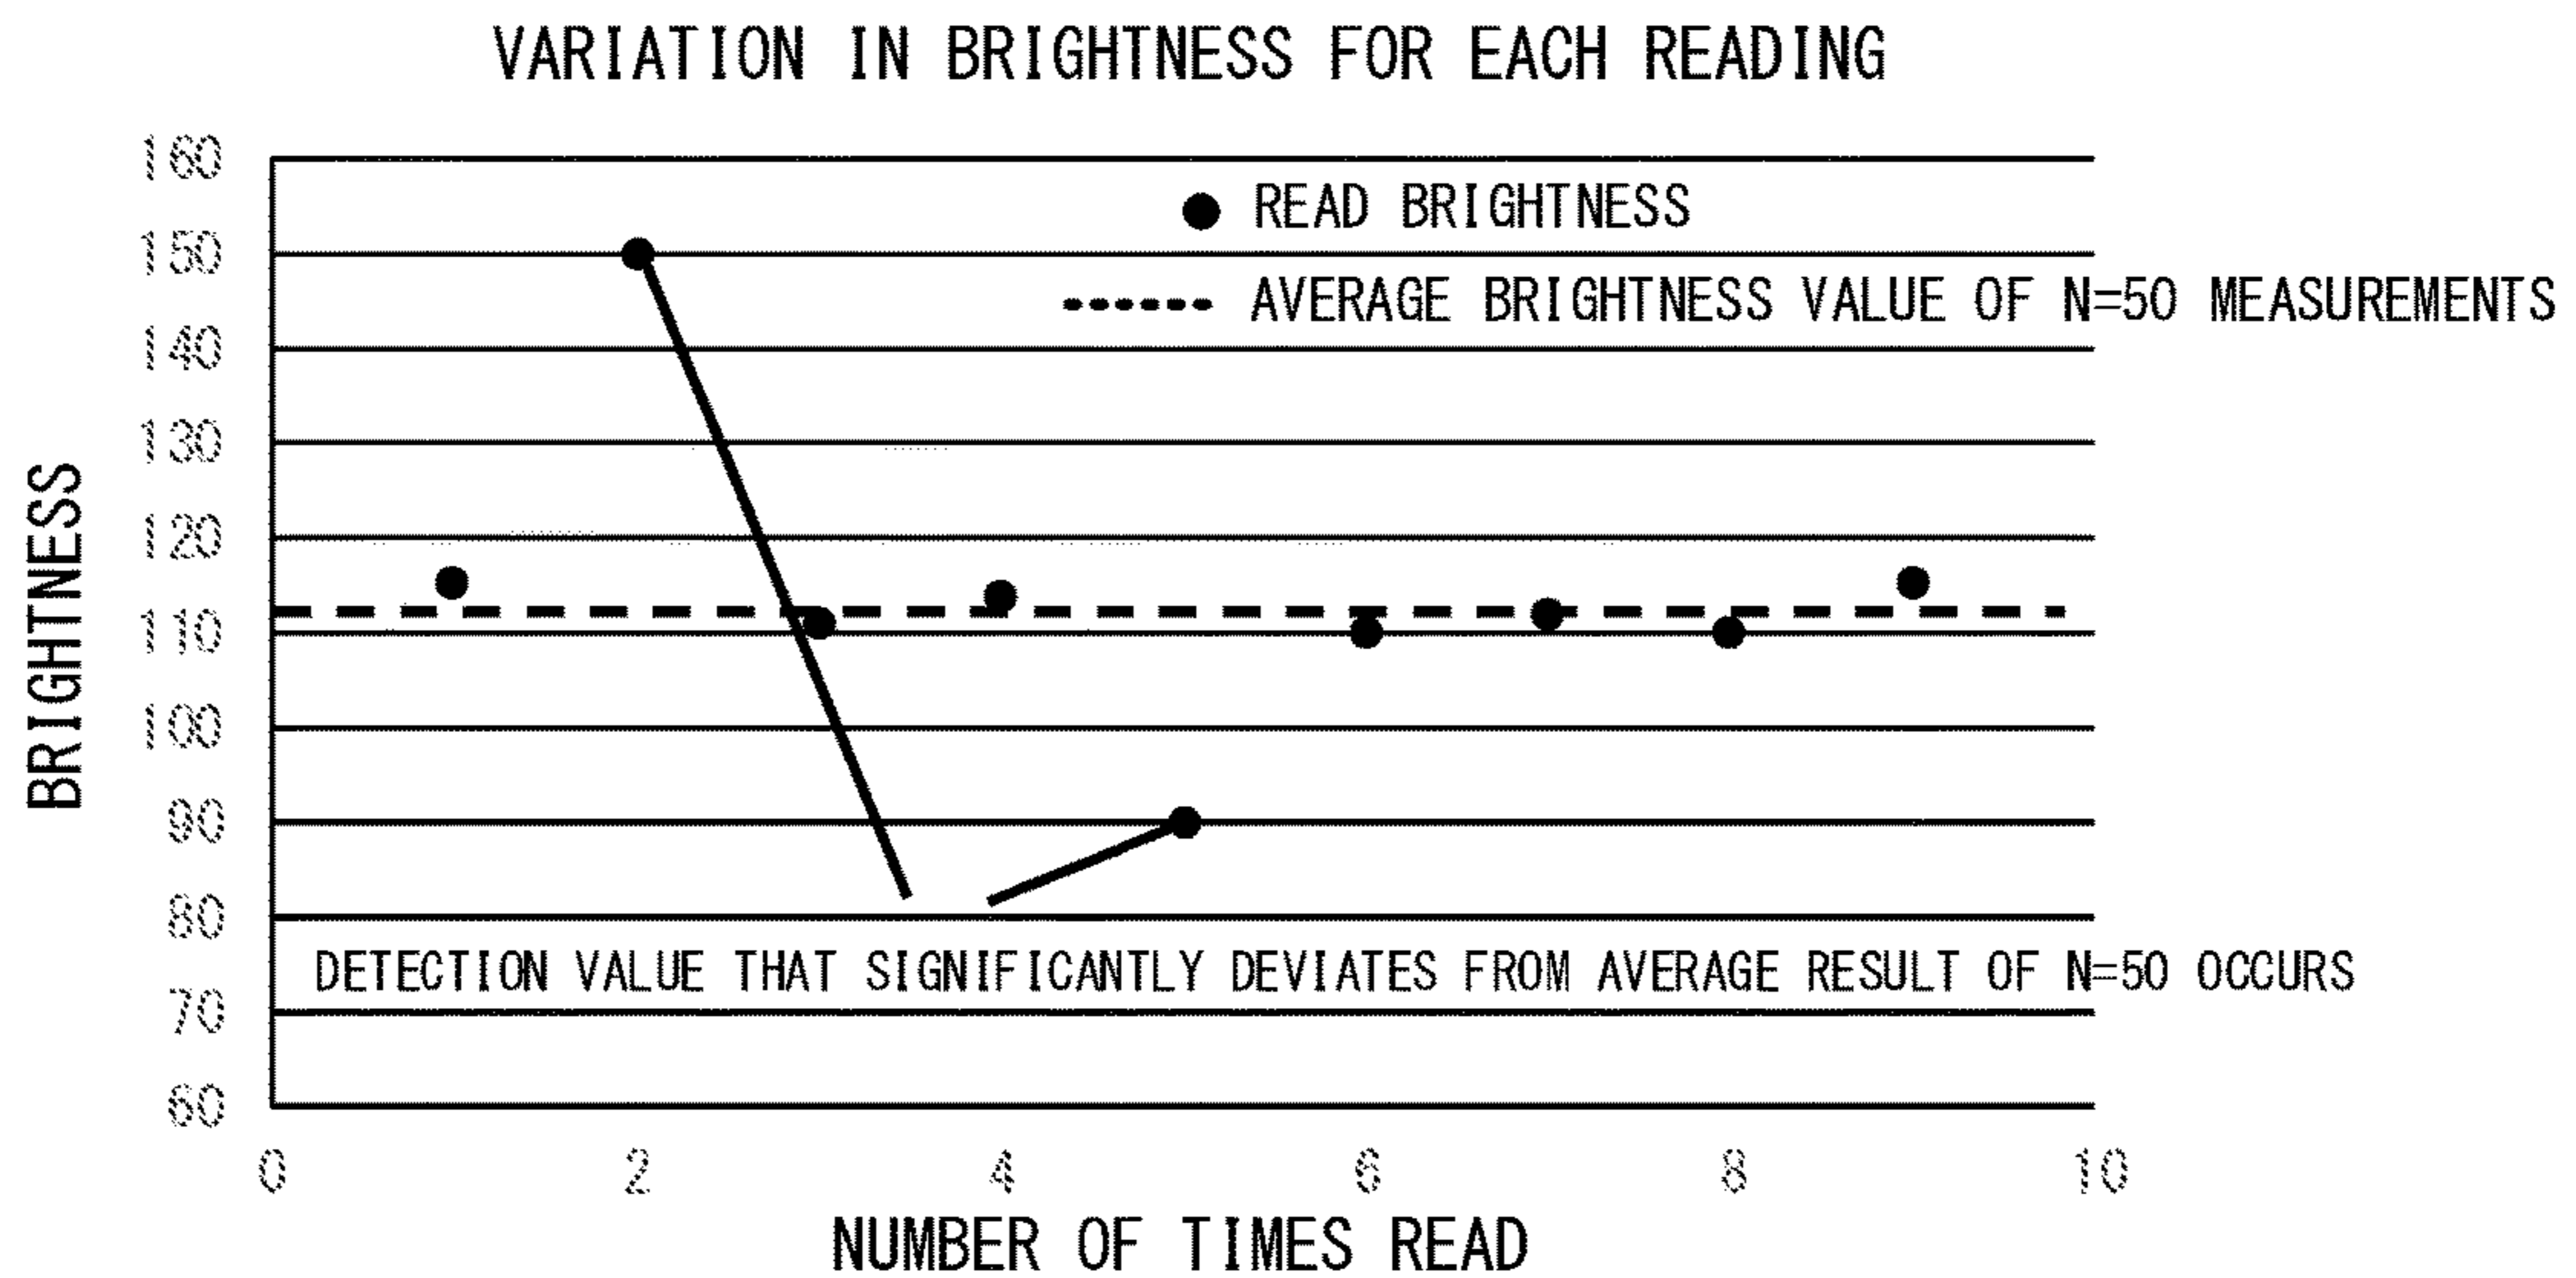 VARIATION IN BRIGHTNESS FOR EACH READING
160
READ BRIGHTNESS
150
AVERAGE BRIGHTNESS VALUE OF N=50 MEASUREMENTS
140
130
120
110
100
90
80
DETECTION VALUE THAT SIGNIFICANTLY DEVIATES FROM AVERAGE RESULT OF N=50 OCCURS
70
60
BRIGHTNESS
0 2 4 6 8 10
NUMBER OF TIMES READ